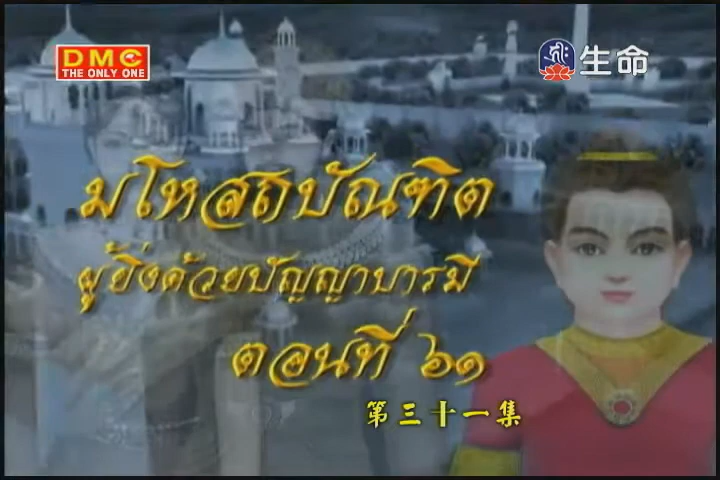 DMC
THE ONLY ONE
生命
มโหสถบัณฑิต
ผู้ยิ่งด้วยปัญญาบารมี
ตอนที่ ๖๑
第三十一集